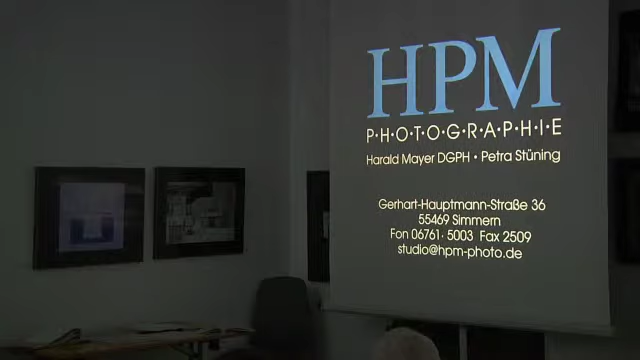 HPM
P·H·O·T·O·G·R·A·P·H·I·E
Harald Mayer DGPH • Petra Stüning
Gerhart-Hauptmann-Straße 36
55469 Simmern
Fon 06761· 5003 Fax 2509
studio@hpm-photo.de